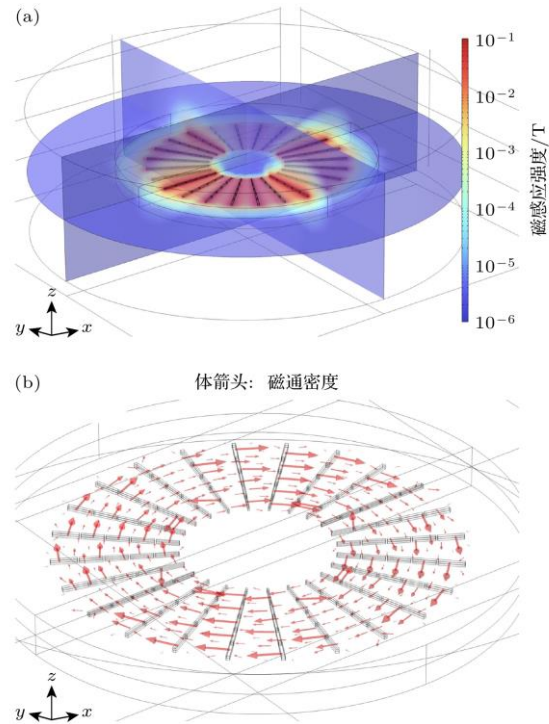 (a)
10⁻¹
10⁻²
10⁻³
10⁻⁴
10⁻⁵
10⁻⁶
磁感应强度/T
z
y x
(b) 体箭头: 磁通密度
z
y x